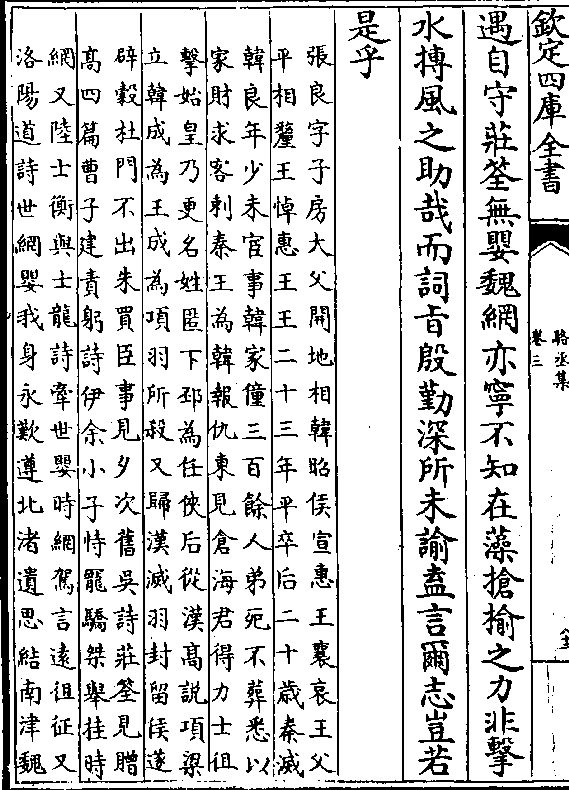 欽定四庫全書
駱丞集
卷三
遇自守莊筌無嬰魏網亦寧不知在藻搶揄之力非擊
水摶風之助哉而詞旨殷勤深所未諭盍言爾志豈若
是乎
張良字子房大父開地相韓昭侯宣惠王襄哀王父
平相釐王悼惠王王二十三年平卒后二十歲秦滅
韓良年少未宦事韓家僮三百餘人弟死不葬悉以
家財求客刺秦王為韓報仇東見倉海君得力士徂
擊始皇乃更名姓匿下邳為任俠后從漢髙説項梁
立韓成為王成為項羽所殺又歸漢滅羽封留侯遂
辟穀杜門不出朱買臣事見夕次舊吳詩莊筌見贈
髙四篇曹子建責躬詩伊余小子恃寵驕桀舉挂時
網又陸士衡與士龍詩牽世嬰時網駕言遠徂征又
洛陽道詩世網嬰我身永歎遵北渚遺思結南津魏